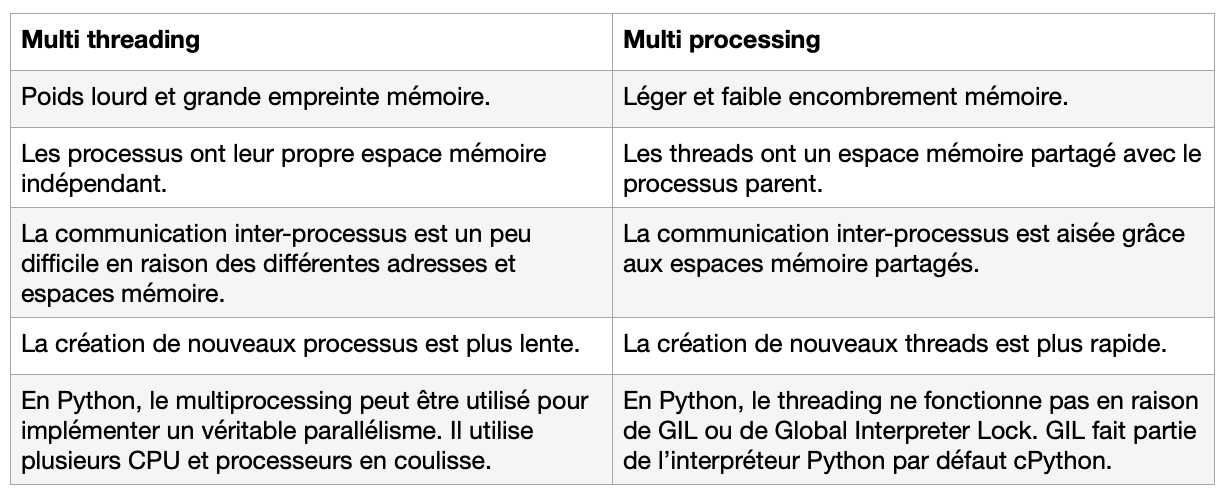 Multi threading
Multi processing
Poids lourd et grande empreinte mémoire.
Léger et faible encombrement mémoire.
Les processus ont leur propre espace mémoire
indépendant.
Les threads ont un espace mémoire partagé avec le
processus parent.
La communication inter-processus est un peu
difficile en raison des différentes adresses et
espaces mémoire.
La communication inter-processus est aisée grâce
aux espaces mémoire partagés.
La création de nouveaux processus est plus lente.
La création de nouveaux threads est plus rapide.
En Python, le multiprocessing peut être utilisé pour
implémenter un véritable parallélisme. Il utilise
plusieurs CPU et processeurs en coulisse.
En Python, le threading ne fonctionne pas en raison
de GIL ou de Global Interpreter Lock. GIL fait partie
de l’interpréteur Python par défaut cPython.